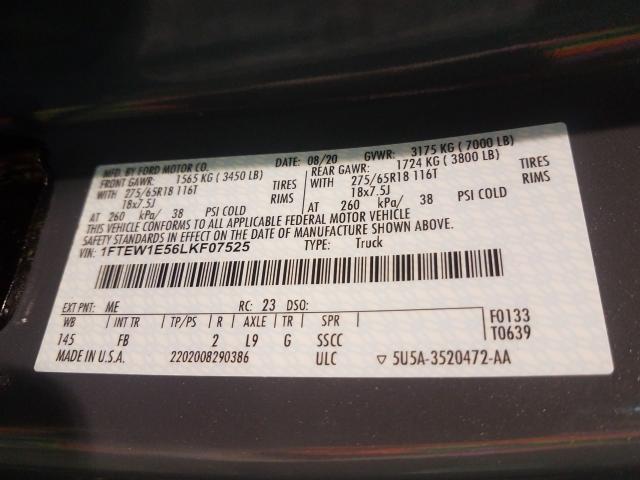 MFD. BY FORD MOTOR CO. DATE: 08/20 GVWR: 3175 KG ( 7000 LB)
FRONT GAWR: 1565 KG ( 3450 LB) REAR GAWR: 1724 KG ( 3800 LB)
WITH 275/65R18 116T TIRES WITH 275/65R18 116T TIRES
18x7.5J RIMS 18x7.5J RIMS
AT 260 kPa/ 38 PSI COLD AT 260 kPa/ 38 PSI COLD
THIS VEHICLE CONFORMS TO ALL APPLICABLE FEDERAL MOTOR VEHICLE
SAFETY STANDARDS IN EFFECT ON THE DATE OF MANUFACTURE SHOWN ABOVE.
VIN: 1FTEW1E56LKF07525 TYPE: Truck
EXT PNT: ME RC: 23 DSO: F0133
WB INT TR TP/PS R AXLE TR SPR T0639
145 FB 2 L9 G SSCC
MADE IN U.S.A. 2202008290386 ULC ▽ 5U5A-3520472-AA